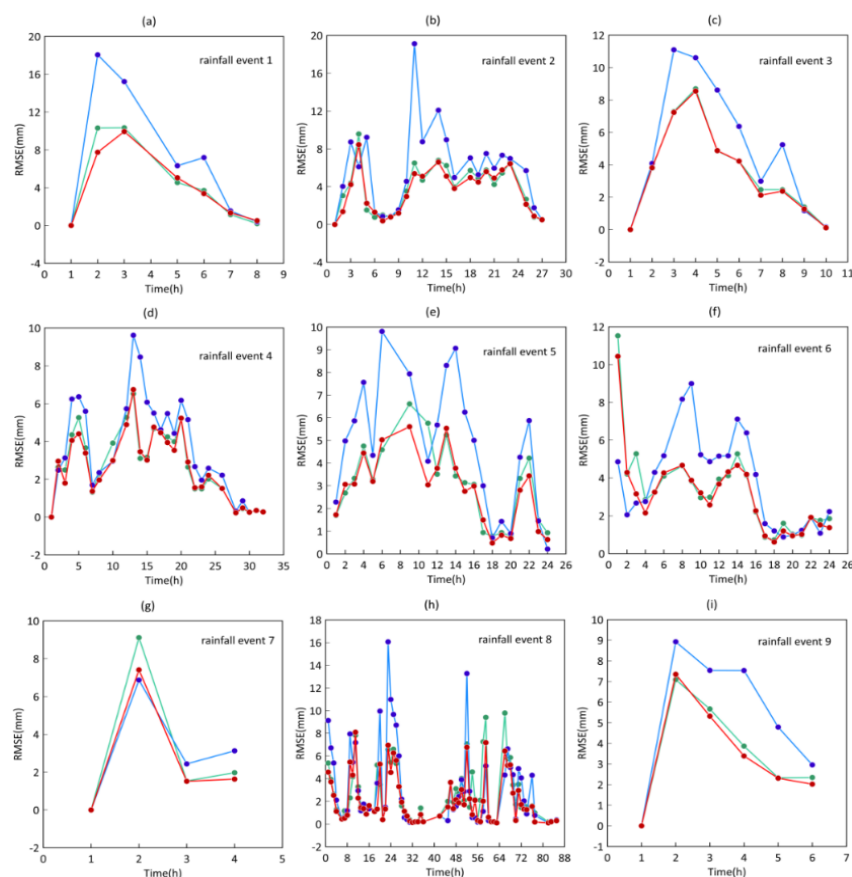 (a) (b) (c)
20 16 12 8 4 0 -4
RMSE(mm)
rainfall event 1
0 1 2 3 4 5 6 7 8 9
Time(h)
20 16 12 8 4 0 -4
RMSE(mm)
rainfall event 2
0 3 6 9 12 15 18 21 24 27 30
Time(h)
12 10 8 6 4 2 0 -2
RMSE(mm)
rainfall event 3
0 1 2 3 4 5 6 7 8 9 10 11
Time(h)
(d) (e) (f)
10 8 6 4 2 0 -2
RMSE(mm)
rainfall event 4
0 5 10 15 20 25 30 35
Time(h)
10 9 8 7 6 5 4 3 2 1 0
RMSE(mm)
rainfall event 5
0 2 4 6 8 10 12 14 16 18 20 22 24 26
Time(h)
12 10 8 6 4 2 0
RMSE(mm)
rainfall event 6
0 2 4 6 8 10 12 14 16 18 20 22 24 26
Time(h)
(g) (h) (i)
10 8 6 4 2 0 -2
RMSE(mm)
rainfall event 7
0 1 2 3 4 5
Time(h)
18 16 14 12 10 8 6 4 2 0 -2
RMSE(mm)
rainfall event 8
0 8 16 24 32 40 48 56 64 72 80 88
Time(h)
10 9 8 7 6 5 4 3 2 1 0 -1
RMSE(mm)
rainfall event 9
0 1 2 3 4 5 6 7
Time(h)